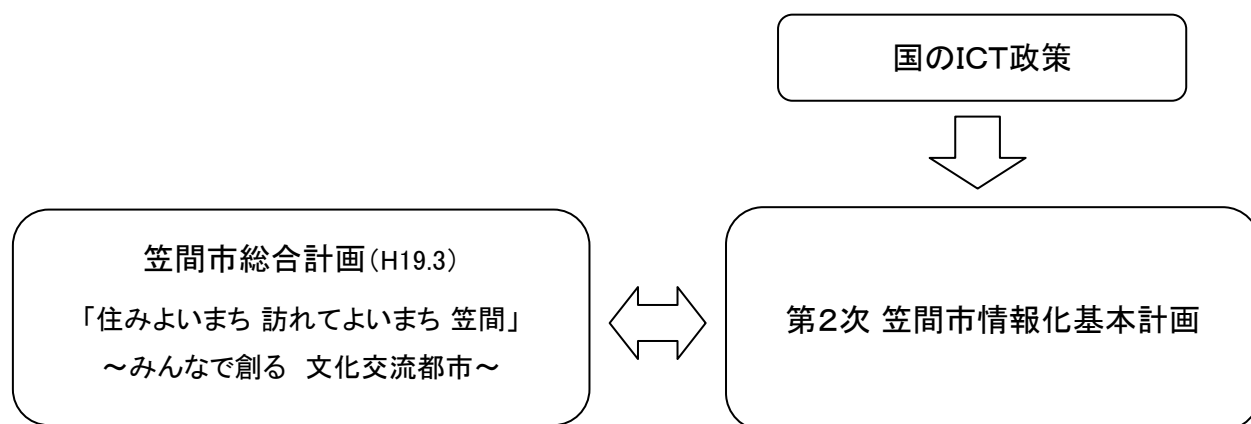 国のICT政策
笠間市総合計画(H19.3)
「住みよいまち 訪れてよいまち 笠間」
～みんなで創る 文化交流都市～
第2次 笠間市情報化基本計画